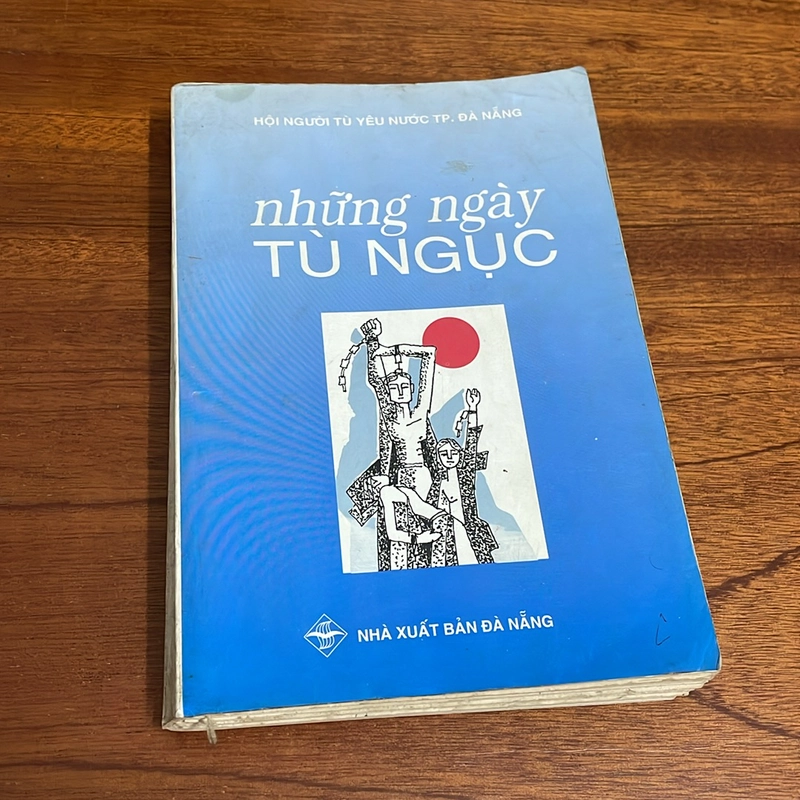 HỘI NGƯỜI TÙ YÊU NƯỚC TP. ĐÀ NẴNG
những ngày
TÙ NGỤC
NHÀ XUẤT BẢN ĐÀ NẴNG